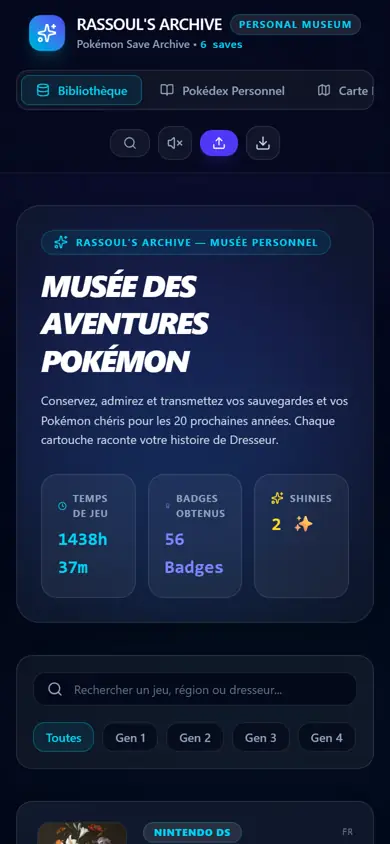 RASSOUL'S ARCHIVE PERSONAL MUSEUM
Pokémon Save Archive • 6 saves
Bibliothèque Pokédex Personnel Carte
RASSOUL'S ARCHIVE — MUSÉE PERSONNEL
MUSÉE DES
AVENTURES
POKÉMON
Conservez, admirez et transmettez vos sauvegardes et vos
Pokémon chéris pour les 20 prochaines années. Chaque
cartouche raconte votre histoire de Dresseur.
TEMPS
DE JEU
1438h
37m
BADGES
OBTENUS
56
Badges
SHINIES
2 ✨
Rechercher un jeu, région ou dresseur...
Toutes Gen 1 Gen 2 Gen 3 Gen 4
NINTENDO DS FR